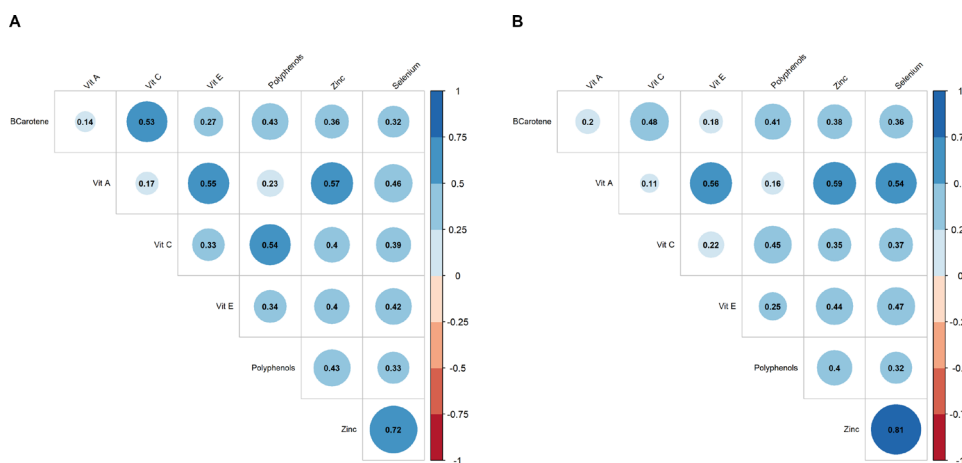 A
B
Vit A Vit C Vit E Polyphenols Zinc Selenium
Vit A Vit C Vit E Polyphenols Zinc Selenium
BCarotene 0.14 0.53 0.27 0.43 0.36 0.32
BCarotene 0.2 0.48 0.18 0.41 0.38 0.36
Vit A 0.17 0.55 0.23 0.57 0.46
Vit A 0.11 0.56 0.16 0.59 0.54
Vit C 0.33 0.54 0.4 0.39
Vit C 0.22 0.45 0.35 0.37
Vit E 0.34 0.4 0.42
Vit E 0.25 0.44 0.47
Polyphenols 0.43 0.33
Polyphenols 0.4 0.32
Zinc 0.72
Zinc 0.81
1
0.75
0.5
0.25
0
-0.25
-0.5
-0.75
-1
1
0.5
0